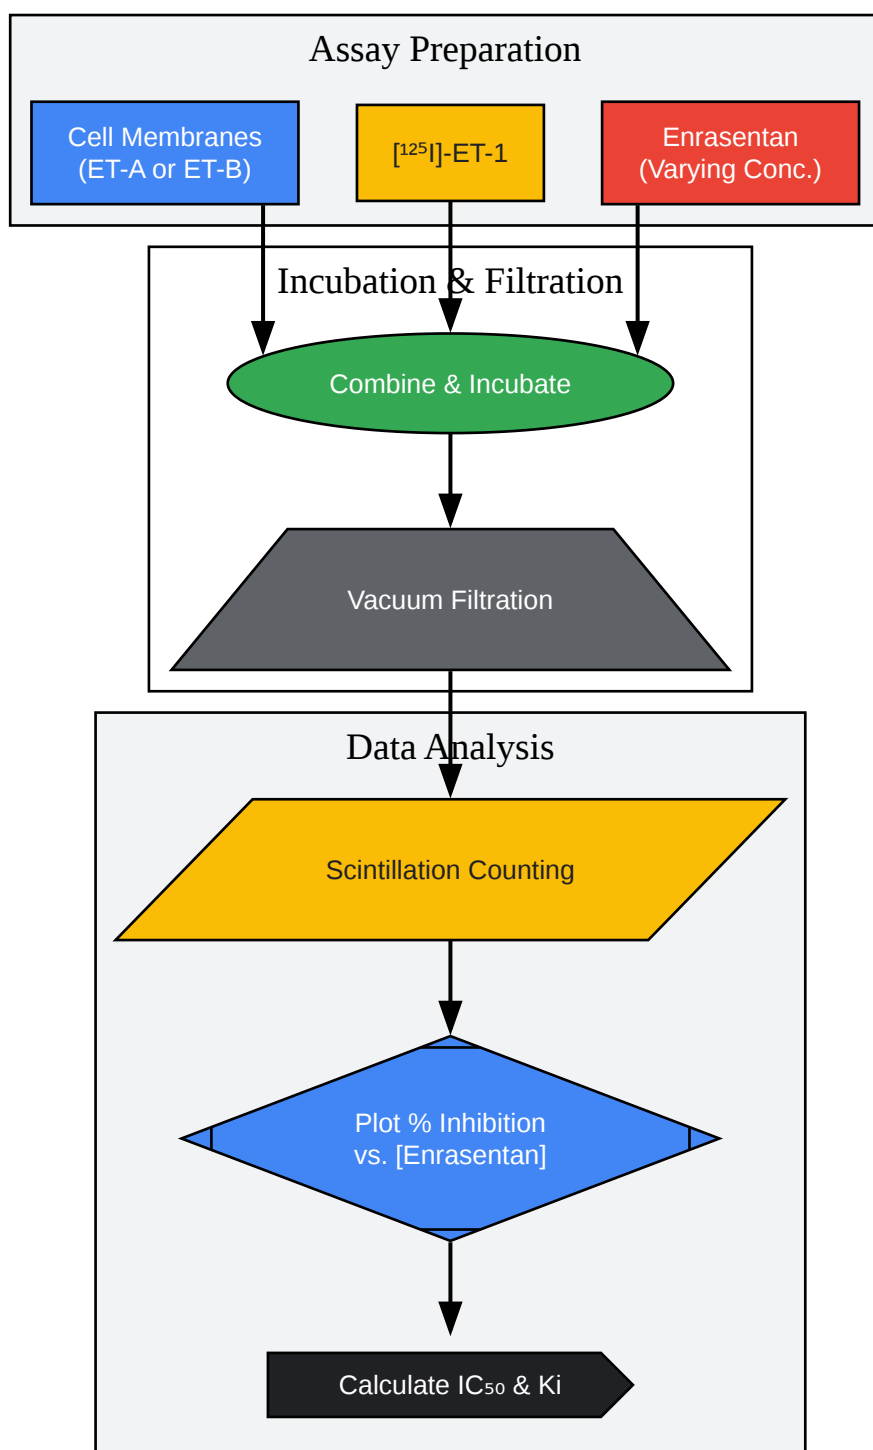 Assay Preparation
Cell Membranes
(ET-A or ET-B)
[¹²⁵I]-ET-1
Enrasentan
(Varying Conc.)
Incubation & Filtration
Combine & Incubate
Vacuum Filtration
Data Analysis
Scintillation Counting
Plot % Inhibition
vs. [Enrasentan]
Calculate IC₅₀ & Ki